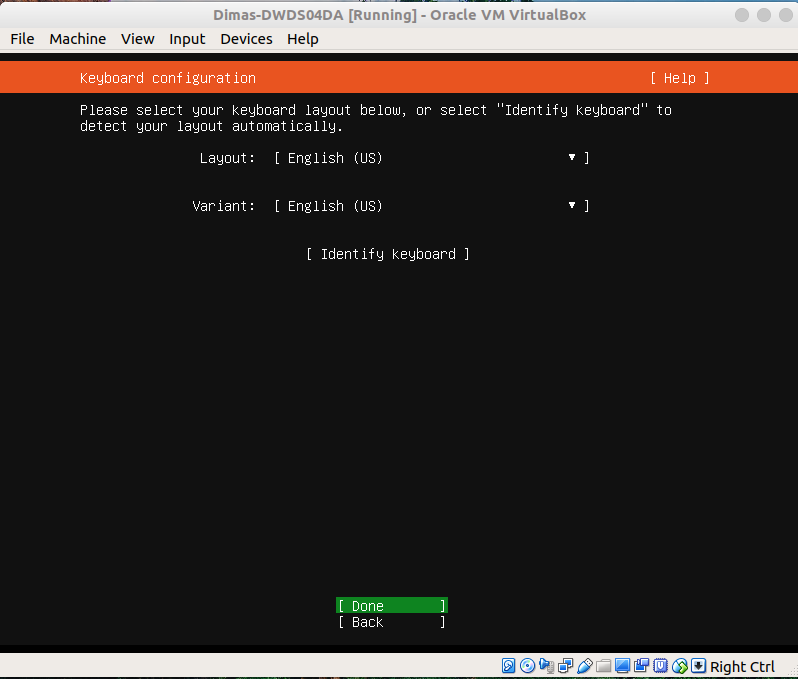 Dimas-DWDS04DA [Running] - Oracle VM VirtualBox
File Machine View Input Devices Help
Keyboard configuration [ Help ]
Please select your keyboard layout below, or select "Identify keyboard" to
detect your layout automatically.
Layout: [ English (US) ▼ ]
Variant: [ English (US) ▼ ]
[ Identify keyboard ]
[ Done ]
[ Back ]
Right Ctrl